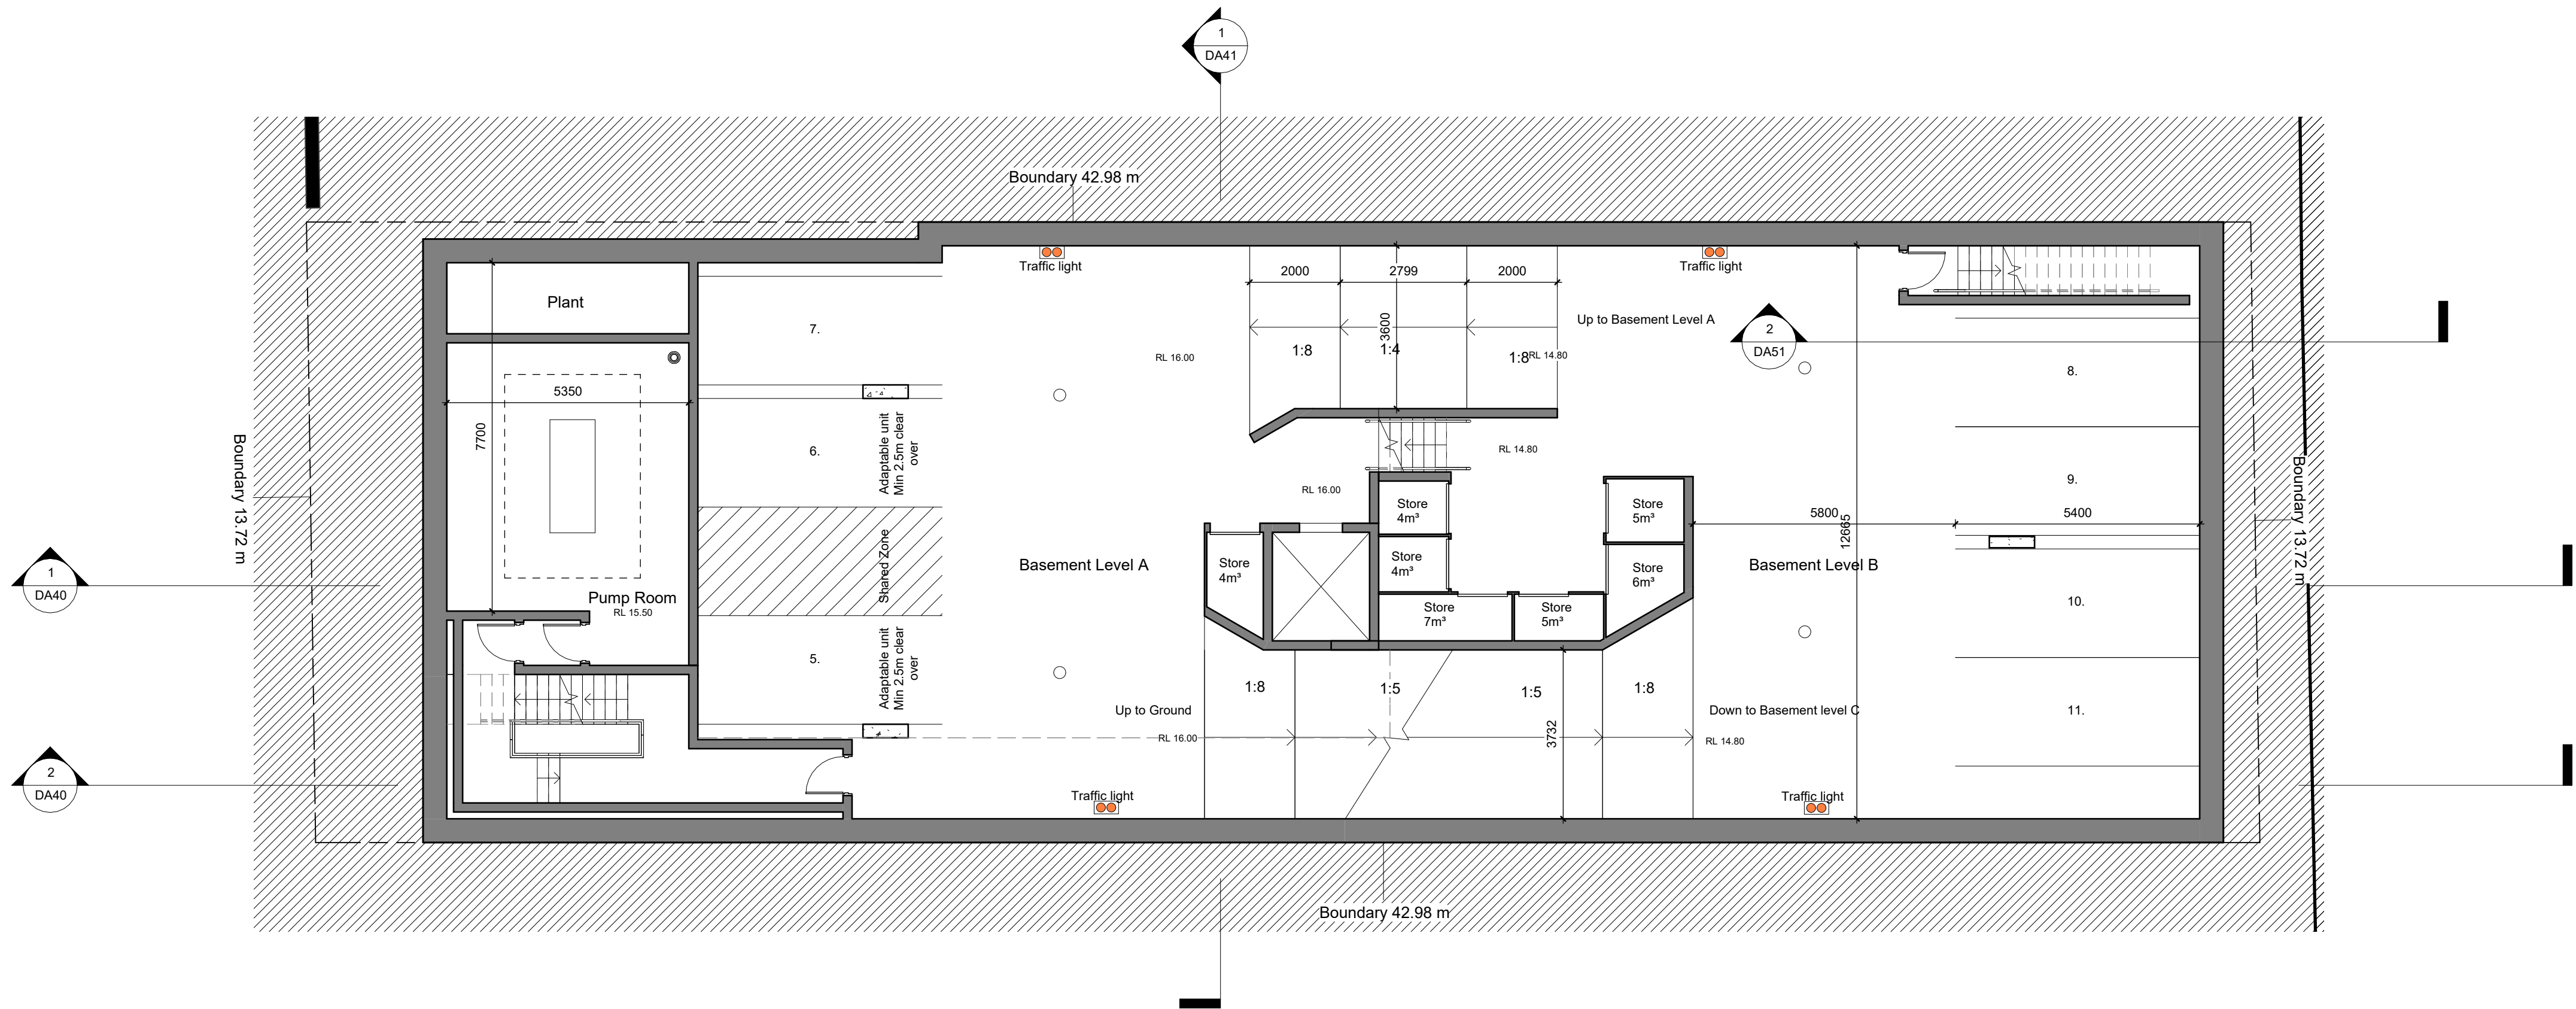 1
DA41
Boundary 42.98 m
Traffic light
Traffic light
2000
2799
2000
Plant
7.
3600
Up to Basement Level A
2
DA51
1:8
1:4
1:8
RL 14.80
RL 16.00
8.
5350
7700
6.
Adaptable unit
Min 2.5m clear
over
RL 14.80
RL 16.00
9.
Boundary 13.72 m
Store
4m³
Store
5m³
5800
12665
5400
Boundary 13.72 m
1
DA40
Shared Zone
Basement Level A
Store
4m³
Store
4m³
Store
6m³
Basement Level B
Pump Room
RL 15.50
Store
7m³
Store
5m³
10.
5.
Adaptable unit
Min 2.5m clear
over
1:8
1:5
1:5
1:8
Up to Ground
Down to Basement level C
11.
RL 16.00
3732
RL 14.80
2
DA40
Traffic light
Traffic light
Boundary 42.98 m